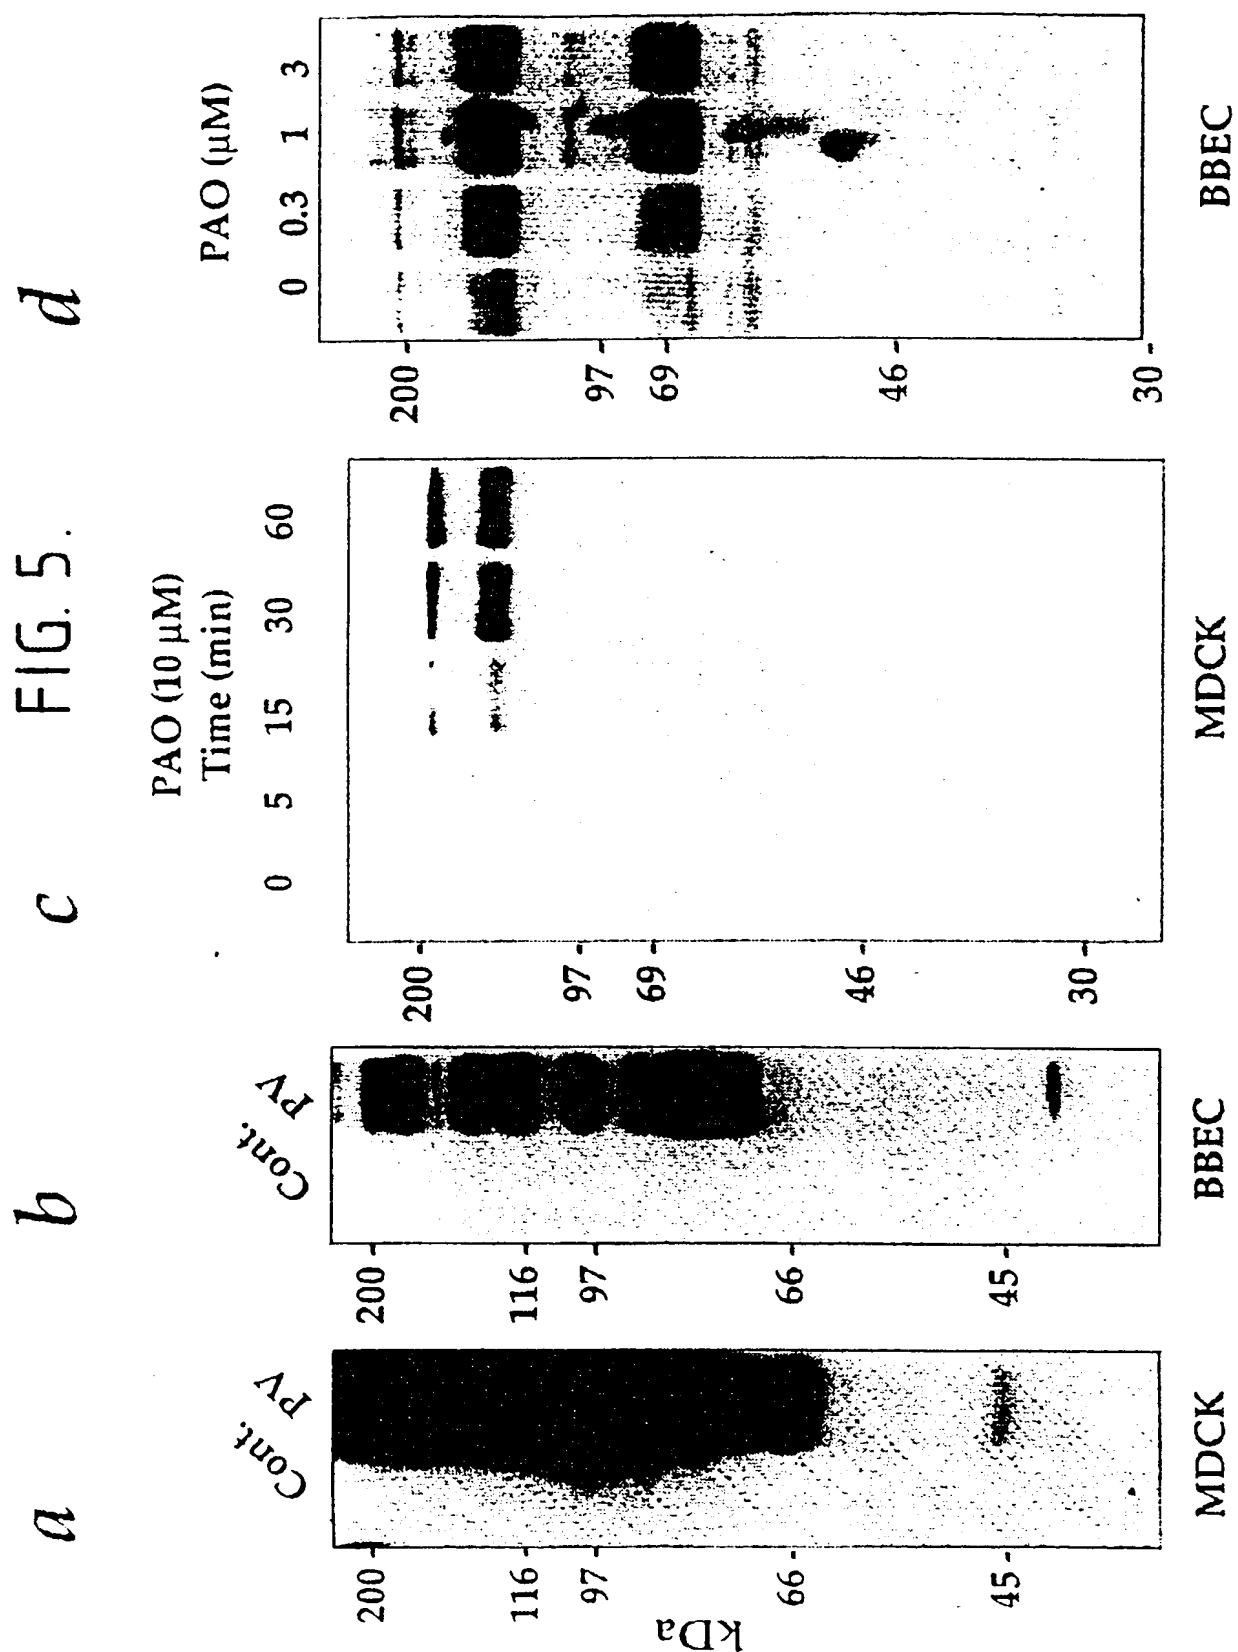 FIG. 5.
a
Cont. PV
kDa
200-
116-
97-
66-
45-
MDCK
b
Cont. PV
200-
116-
97-
66-
45-
BBEC
c
PAO (10 µM)
Time (min)
0 5 15 30 60
200-
97-
69-
46-
30-
MDCK
d
PAO (µM)
0 0.3 1 3
200-
97-
69-
46-
30-
BBEC